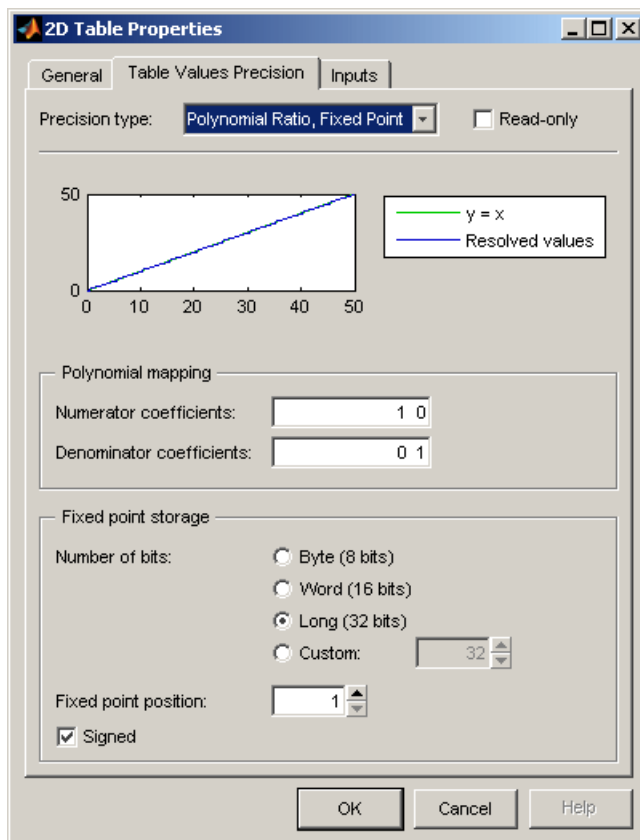 2D Table Properties
General Table Values Precision Inputs
Precision type: Polynomial Ratio, Fixed Point Read-only
50
0
0 10 20 30 40 50
y = x
Resolved values
Polynomial mapping
Numerator coefficients: 1 0
Denominator coefficients: 0 1
Fixed point storage
Number of bits: Byte (8 bits)
Word (16 bits)
Long (32 bits)
Custom: 32
Fixed point position: 1
Signed
OK Cancel Help